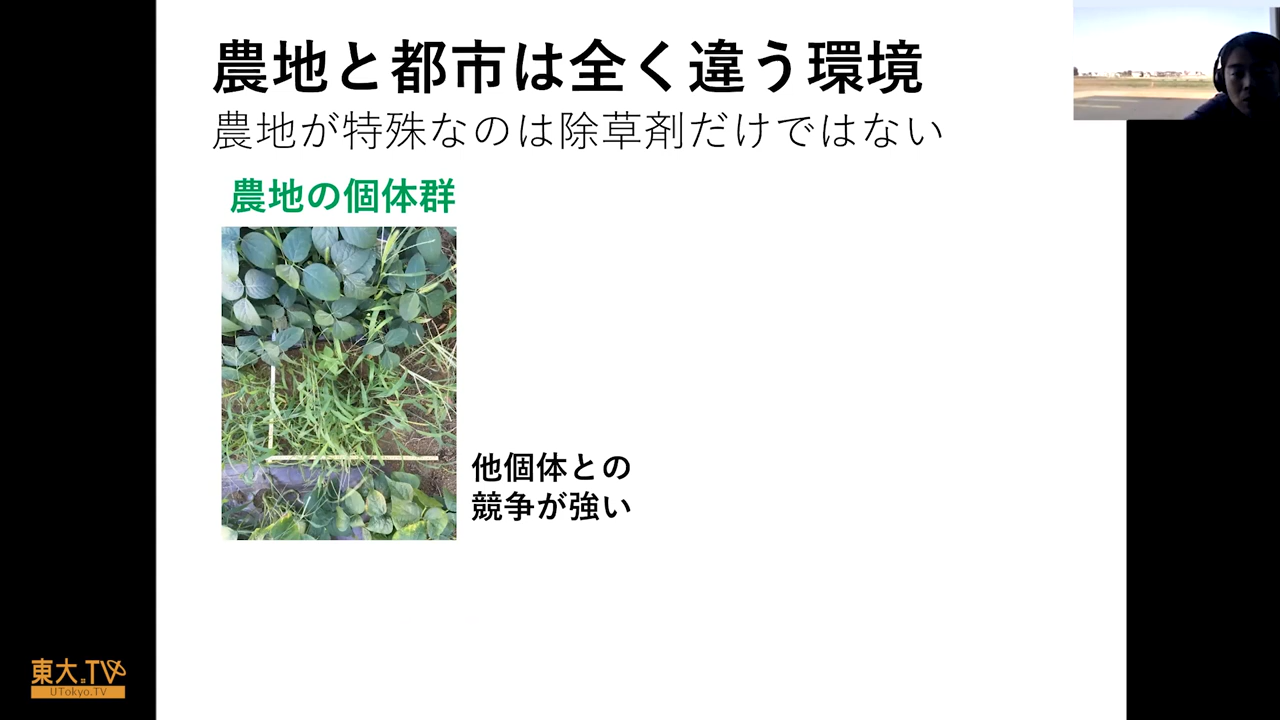 農地と都市は全く違う環境
農地が特殊なのは除草剤だけではない
農地の個体群
他個体との
競争が強い
東大.TV
UTokyo.TV